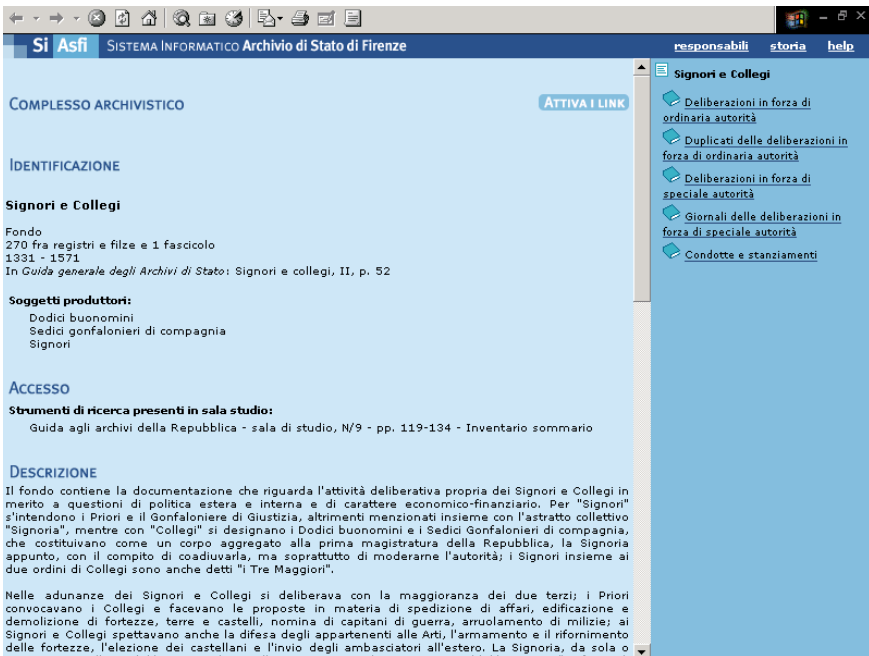 Si Asfi SISTEMA INFORMATICO Archivio di Stato di Firenze
responsabili storia help
COMPLESSO ARCHIVISTICO
ATTIVA I LINK
IDENTIFICAZIONE
Signori e Collegi
Fondo
270 fra registri e filze e 1 fascicolo
1331 - 1571
In Guida generale degli Archivi di Stato: Signori e collegi, II, p. 52
Soggetti produttori:
Dodici buonomini
Sedici gonfalonieri di compagnia
Signori
ACCESSO
Strumenti di ricerca presenti in sala studio:
Guida agli archivi della Repubblica - sala di studio, N/9 - pp. 119-134 - Inventario sommario
DESCRIZIONE
Il fondo contiene la documentazione che riguarda l'attività deliberativa propria dei Signori e Collegi in
merito a questioni di politica estera e interna e di carattere economico-finanziario. Per "Signori"
s'intendono i Priori e il Gonfaloniere di Giustizia, altrimenti menzionati insieme con l'astratto collettivo
"Signoria", mentre con "Collegi" si designano i Dodici buonomini e i Sedici Gonfalonieri di compagnia,
che costituivano come un corpo aggregato alla prima magistratura della Repubblica, la Signoria
appunto, con il compito di coadiuvarla, ma soprattutto di moderarne l'autorità; i Signori insieme ai
due ordini di Collegi sono anche detti "i Tre Maggiori".
Nelle adunanze dei Signori e Collegi si deliberava con la maggioranza dei due terzi; i Priori
convocavano i Collegi e facevano le proposte in materia di spedizione di affari, edificazione e
demolizione di fortezze, terre e castelli, nomina di capitani di guerra, arruolamento di milizie; ai
Signori e Collegi spettavano anche la difesa degli appartenenti alle Arti, l'armamento e il rifornimento
delle fortezze, l'elezione dei castellani e l'invio degli ambasciatori all'estero. La Signoria, da sola o
Signori e Collegi
Deliberazioni in forza di
ordinaria autorità
Duplicati delle deliberazioni in
forza di ordinaria autorità
Deliberazioni in forza di
speciale autorità
Giornali delle deliberazioni in
forza di speciale autorità
Condotte e stanziamenti